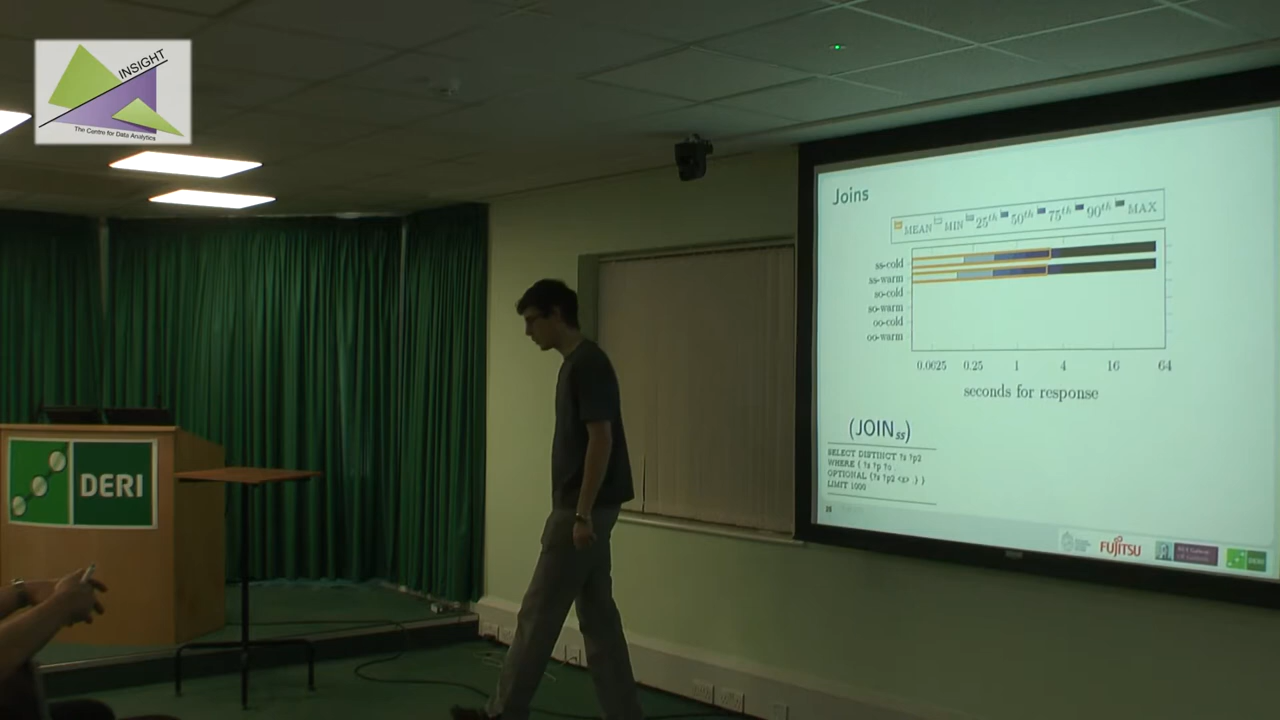 INSIGHT
The Centre for Data Analytics
DERI
Joins
MEAN MIN 25th 50th 75th 90th MAX
ss-cold
ss-warm
so-cold
so-warm
oo-cold
oo-warm
0.0625 0.25 1 4 16 64
seconds for response
(JOINss)
SELECT DISTINCT ?s ?p2
WHERE { ?s ?p ?o .
OPTIONAL {?s ?p2 <s> } }
LIMIT 1000
FUJITSU
DERI